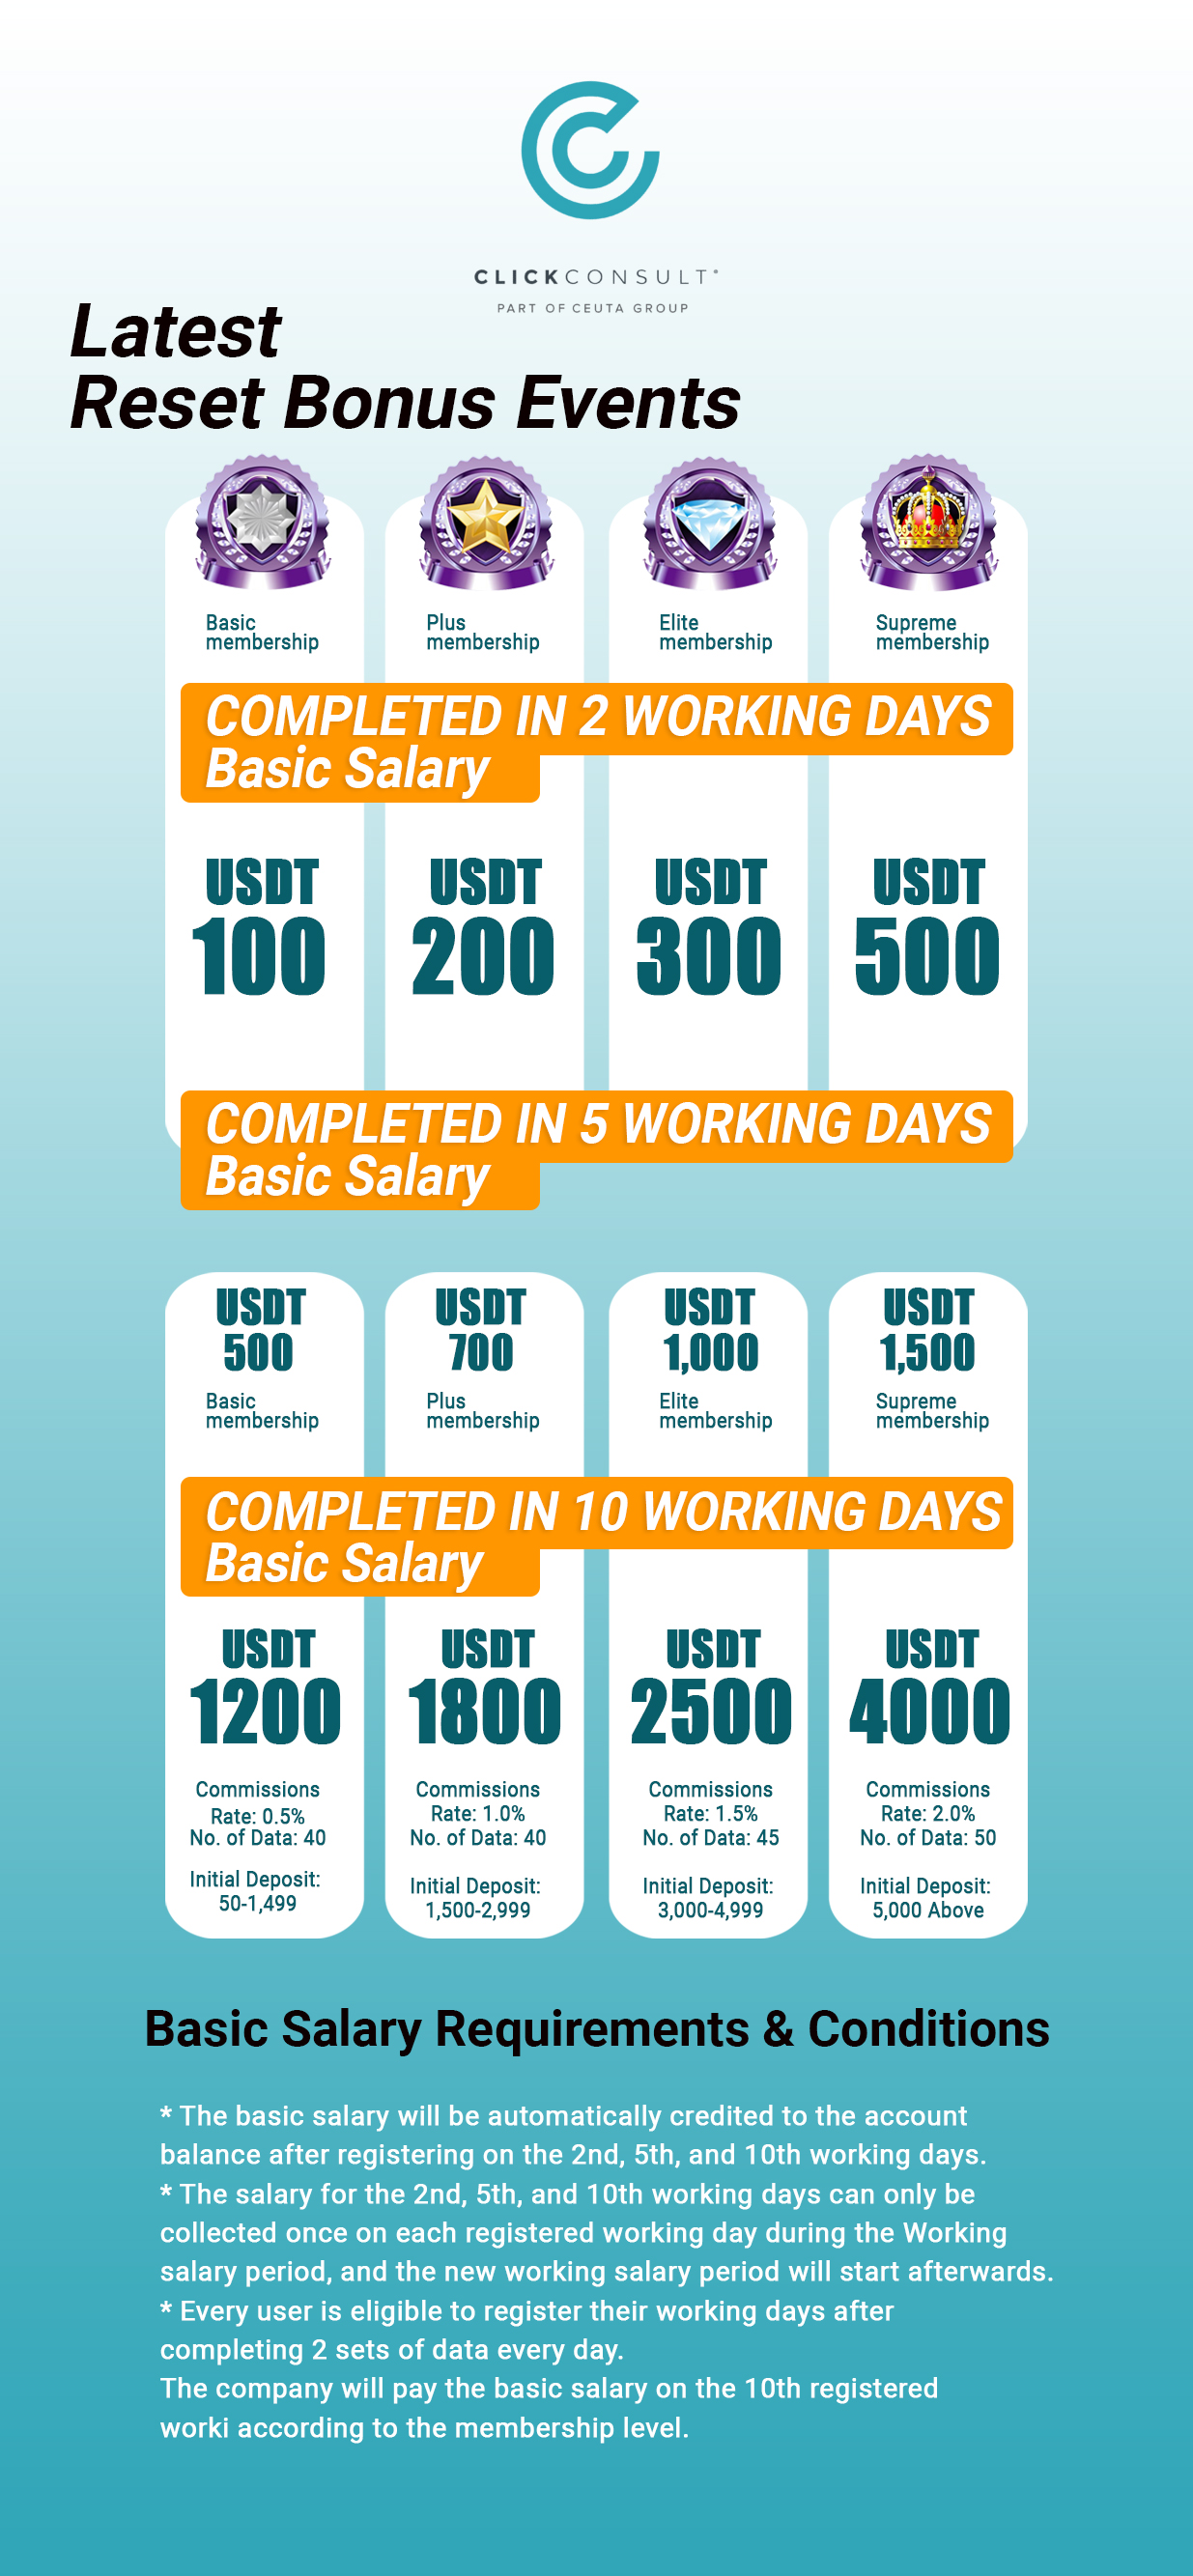 CLICKCONSULT®
PART OF CEUTA GROUP
Latest
Reset Bonus Events
Basic
membership
Plus
membership
Elite
membership
Supreme
membership
COMPLETED IN 2 WORKING DAYS
Basic Salary
USDT
100
USDT
200
USDT
300
USDT
500
COMPLETED IN 5 WORKING DAYS
Basic Salary
USDT
500
Basic
membership
USDT
700
Plus
membership
USDT
1,000
Elite
membership
USDT
1,500
Supreme
membership
COMPLETED IN 10 WORKING DAYS
Basic Salary
USDT
1200
Commissions
Rate: 0.5%
No. of Data: 40
Initial Deposit:
50-1,499
USDT
1800
Commissions
Rate: 1.0%
No. of Data: 40
Initial Deposit:
1,500-2,999
USDT
2500
Commissions
Rate: 1.5%
No. of Data: 45
Initial Deposit:
3,000-4,999
USDT
4000
Commissions
Rate: 2.0%
No. of Data: 50
Initial Deposit:
5,000 Above
Basic Salary Requirements & Conditions
* The basic salary will be automatically credited to the account
balance after registering on the 2nd, 5th, and 10th working days.
* The salary for the 2nd, 5th, and 10th working days can only be
collected once on each registered working day during the Working
salary period, and the new working salary period will start afterwards.
* Every user is eligible to register their working days after
completing 2 sets of data every day.
The company will pay the basic salary on the 10th registered
worki according to the membership level.